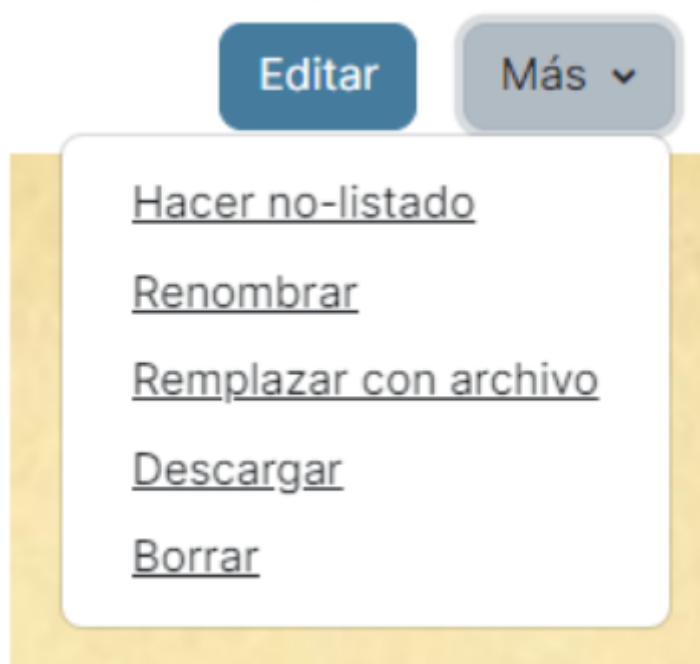 Editar
Más
Hacer no-listado
Renombrar
Remplazar con archivo
Descargar
Borrar